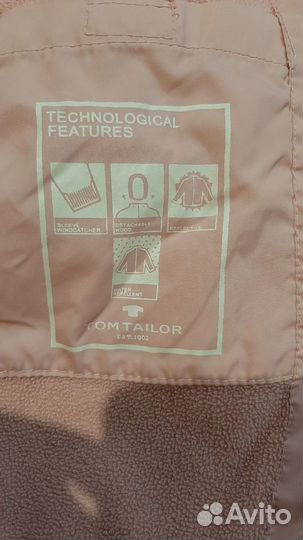 TECHNOLOGICAL
FEATURES
SLEEVE
WINDCATCHER
DETACHABLE
HOOD
REFLECTIVE
WATER
REPELLENT
TOM TAILOR
EST. 1962
Avito